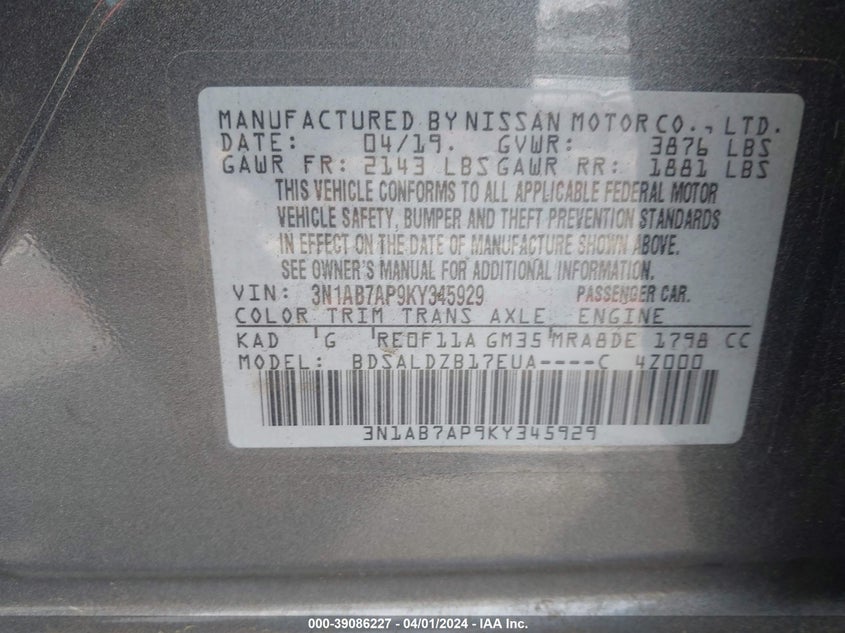 MANUFACTURED BY NISSAN MOTOR CO., LTD.
DATE: 04/19. GVWR: 3876 LBS
GAWR FR: 2143 LBS GAWR RR: 1881 LBS
THIS VEHICLE CONFORMS TO ALL APPLICABLE FEDERAL MOTOR
VEHICLE SAFETY, BUMPER AND THEFT PREVENTION STANDARDS
IN EFFECT ON THE DATE OF MANUFACTURE SHOWN ABOVE.
SEE OWNER'S MANUAL FOR ADDITIONAL INFORMATION.
VIN: 3N1AB7AP9KY345929 PASSENGER CAR.
COLOR TRIM TRANS AXLE ENGINE
KAD G RE0F11A GM35 MRA8DE 1798 CC
MODEL: BDSALDZB17EUA----C 4Z000
3N1AB7AP9KY345929
000-39086227 - 04/01/2024 - IAA Inc.